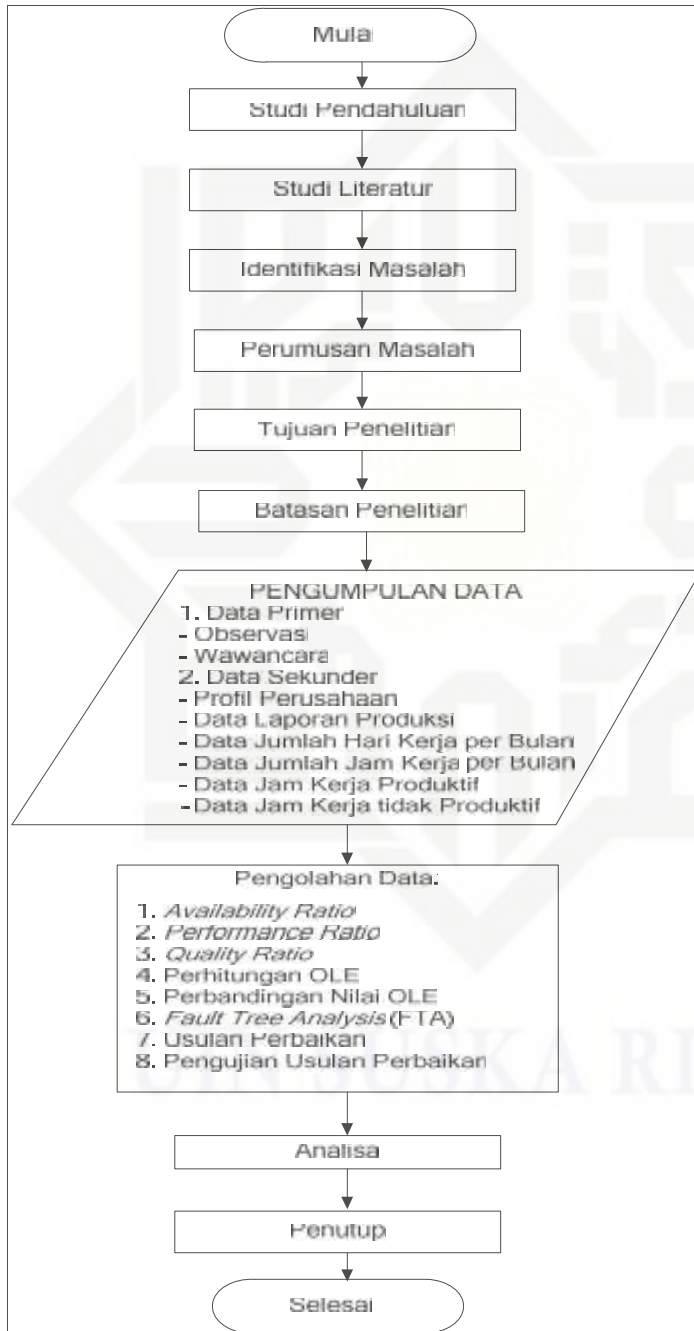 Mulai
Studi Pendahuluan
Studi Literatur
Identifikasi Masalah
Perumusan Masalah
Tujuan Penelitian
Batasan Penelitian
PENGUMPULAN DATA
1. Data Primer
- Observasi
- Wawancara
2. Data Sekunder
- Profil Perusahaan
- Data Laporan Produksi
- Data Jumlah Hari Kerja per Bulan
- Data Jumlah Jam Kerja per Bulan
- Data Jam Kerja Produktif
- Data Jam Kerja tidak Produktif
Pengolahan Data:
1. Availability Ratio
2. Performance Ratio
3. Quality Ratio
4. Perhitungan OLE
5. Perbandingan Nilai OLE
6. Fault Tree Analysis (FTA)
7. Usulan Perbaikan
8. Pengujian Usulan Perbaikan
UIN SUSKA RI
Analisa
Penutup
Selesai